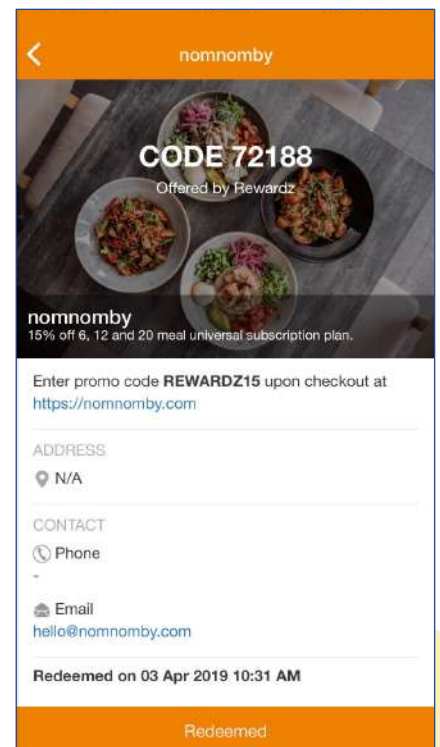 nomnomby
CODE 72188
Offered by Rewardz
nomnomby
15% off 6, 12 and 20 meal universal subscription plan.
Enter promo code REWARDZ15 upon checkout at
https://nomnomby.com
ADDRESS
N/A
CONTACT
Phone
-
Email
hello@nomnomby.com
Redeemed on 03 Apr 2019 10:31 AM
Redeemed